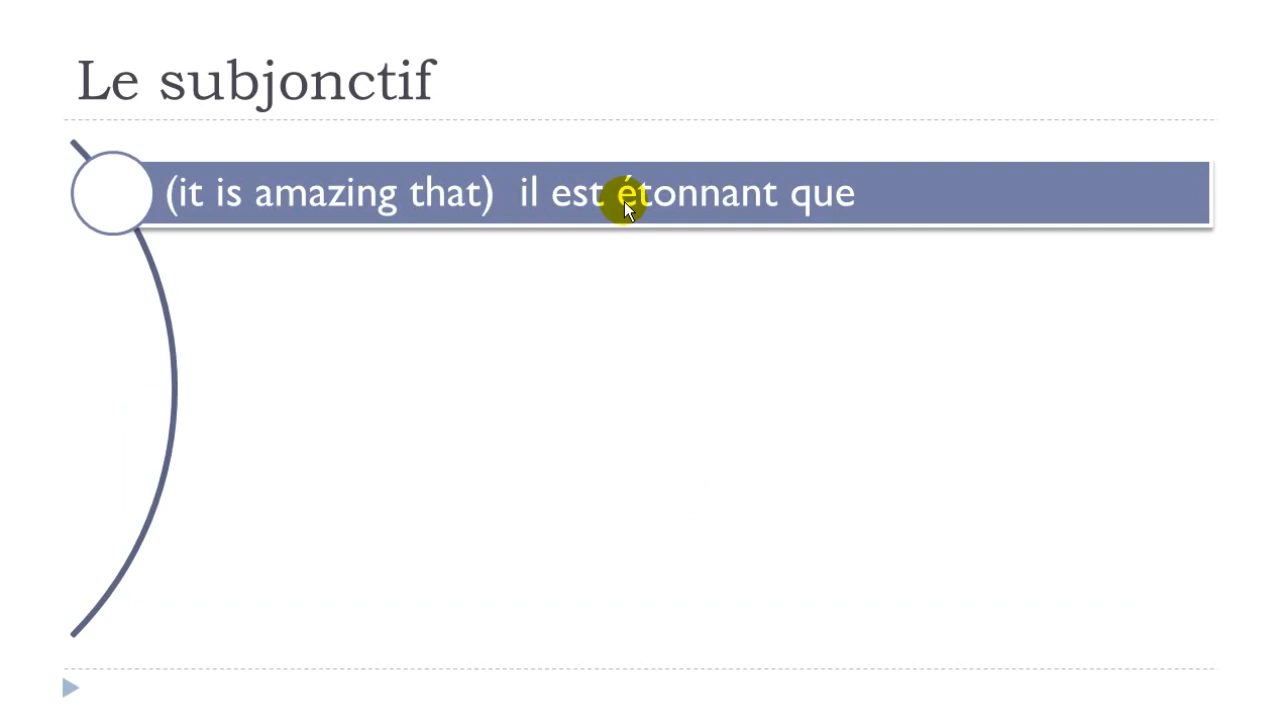 Le subjonctif
(it is amazing that) il est étonnant que